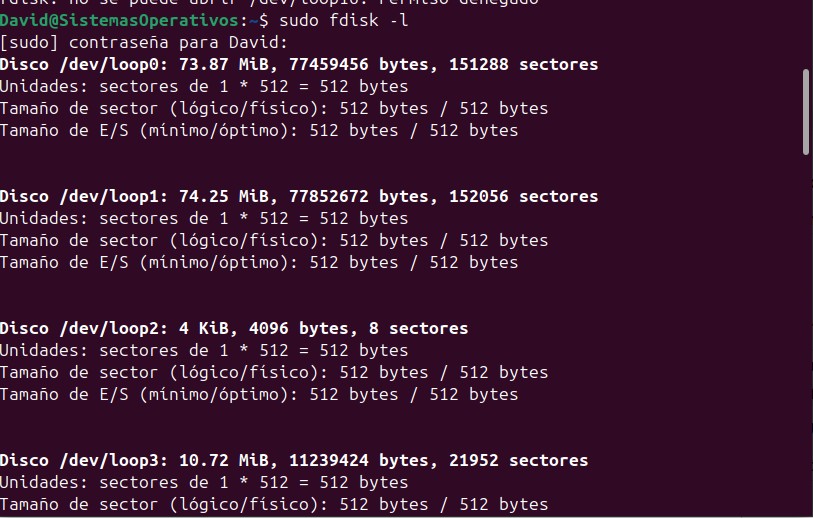 fdisk: no se puede abrir /dev/loop16: Permiso denegado
David@SistemasOperativos:~$ sudo fdisk -l
[sudo] contraseña para David:
Disco /dev/loop0: 73.87 MiB, 77459456 bytes, 151288 sectores
Unidades: sectores de 1 * 512 = 512 bytes
Tamaño de sector (lógico/físico): 512 bytes / 512 bytes
Tamaño de E/S (mínimo/óptimo): 512 bytes / 512 bytes
Disco /dev/loop1: 74.25 MiB, 77852672 bytes, 152056 sectores
Unidades: sectores de 1 * 512 = 512 bytes
Tamaño de sector (lógico/físico): 512 bytes / 512 bytes
Tamaño de E/S (mínimo/óptimo): 512 bytes / 512 bytes
Disco /dev/loop2: 4 KiB, 4096 bytes, 8 sectores
Unidades: sectores de 1 * 512 = 512 bytes
Tamaño de sector (lógico/físico): 512 bytes / 512 bytes
Tamaño de E/S (mínimo/óptimo): 512 bytes / 512 bytes
Disco /dev/loop3: 10.72 MiB, 11239424 bytes, 21952 sectores
Unidades: sectores de 1 * 512 = 512 bytes
Tamaño de sector (lógico/físico): 512 bytes / 512 bytes